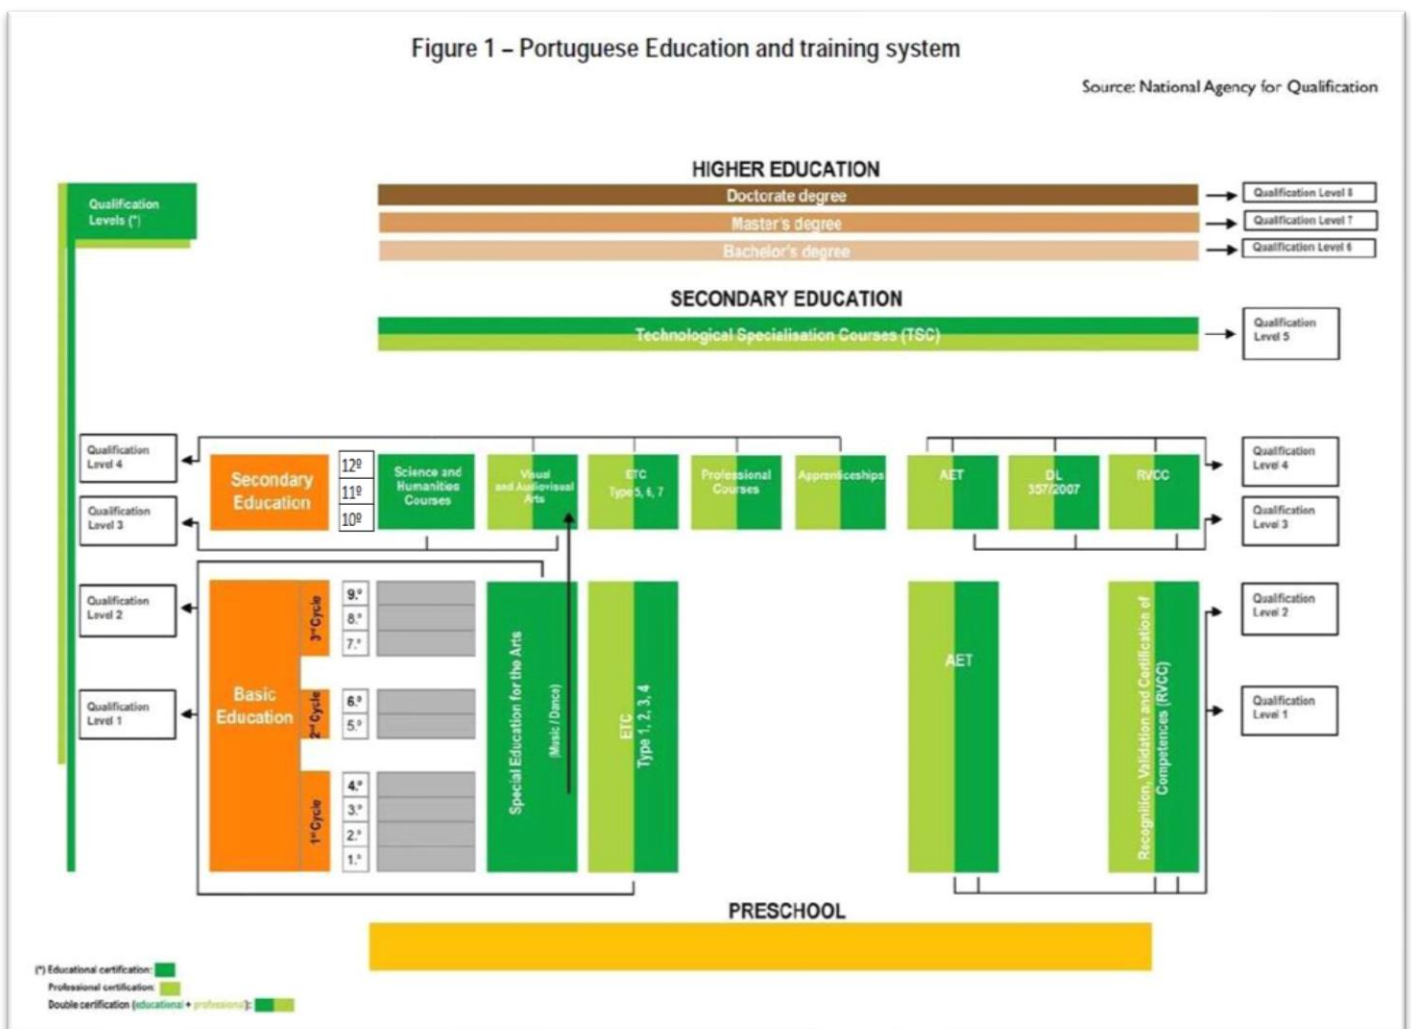 Figure 1 – Portuguese Education and training system
Source: National Agency for Qualification
HIGHER EDUCATION
Qualification
Levels (*)
Doctorate degree
Qualification Level 8
Master's degree
Qualification Level 7
Bachelor's degree
Qualification Level 6
SECONDARY EDUCATION
Technological Specialisation Courses (TSC)
Qualification
Level 5
Qualification
Level 4
Qualification
Level 3
Secondary
Education
12º
11º
10º
Science and
Humanities
Courses
Visual
and Audiovisual
Arts
ETC
Type 5, 6, 7
Professional
Courses
Apprenticeships
AET
DL
357/2007
RVCC
Qualification
Level 4
Qualification
Level 3
Qualification
Level 2
Qualification
Level 1
Basic
Education
3rd Cycle
2nd Cycle
1st Cycle
9.º
8.º
7.º
6.º
5.º
4.º
3.º
2.º
1.º
Special Education for the Arts
(Music / Dance)
ETC
Type 1, 2, 3, 4
AET
Recognition, Validation and Certification of
Competences (RVCC)
Qualification
Level 2
Qualification
Level 1
PRESCHOOL
(*) Educational certification:
Professional certification:
Double certification (educational + professional):